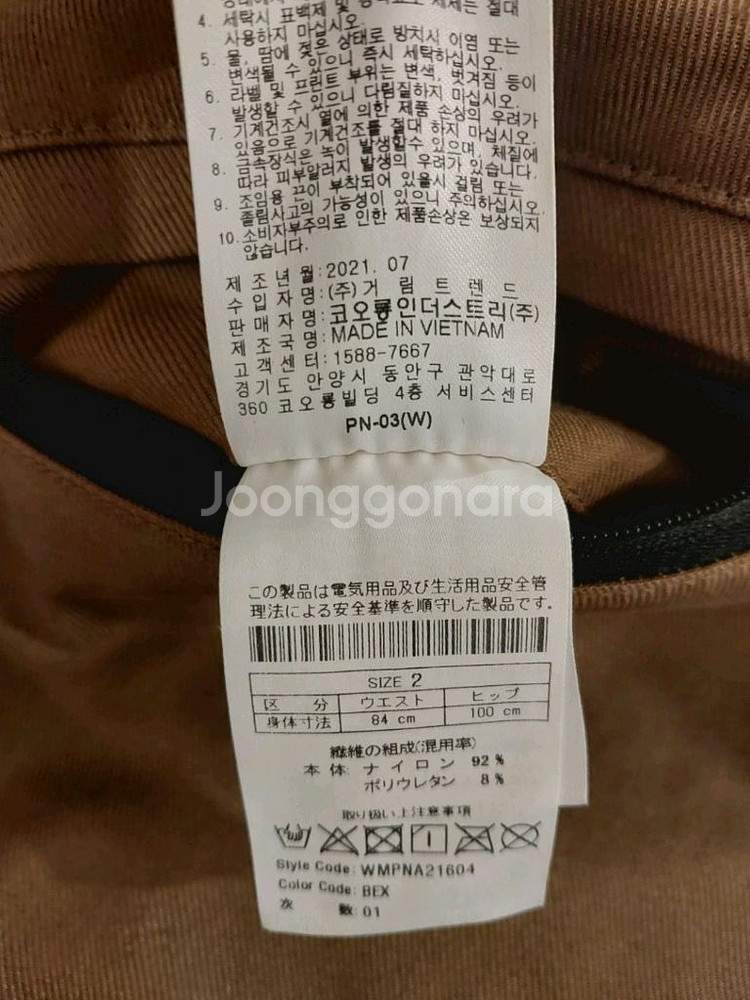 4. 세탁시 표백제 및
사용하지 마십시오.
5. 물, 땀에 젖은 상태로 방치시 이염 또는
변색될 수 있으니 즉시 세탁하십시오.
6. 라벨 및 프린트 부위는 변색, 벗겨짐 등이
발생할 수 있으니 다림질하지 마십시오.
7. 기계건조시 열에 의한 제품 손상의 우려가
있음으로 기계건조를 절대 하지 마십시오.
8. 금속장식은 녹이 발생할수 있으며, 체질에
따라 피부알러지 발생의 우려가 있습니다.
9. 조임용 끈이 부착되어 있을시 걸림 또는
졸림사고의 가능성이 있으니 주의하십시오.
10. 소비자부주의로 인한 제품손상은 보상되지
않습니다.
제조년월:2021. 07
수입자명:(주)거림트렌드
판매자명:코오롱인더스트리(주)
제조국명:MADE IN VIETNAM
고객센터:1588-7667
경기도 안양시 동안구 관악대로
360 코오롱빌딩 4층 서비스센터
PN-03(W)
Joonggonara
この製品は電気用品及び生活用品安全管
理法による安全基準を順守した製品です。
SIZE 2
区 分 ウエスト ヒップ
身体寸法 84 cm 100 cm
繊維の組成(混用率)
本体 ナイロン 92 %
ポリウレタン 8 %
取り扱い上注意事項
Style Code: WMPNA21604
Color Code: BEX
次 数: 01